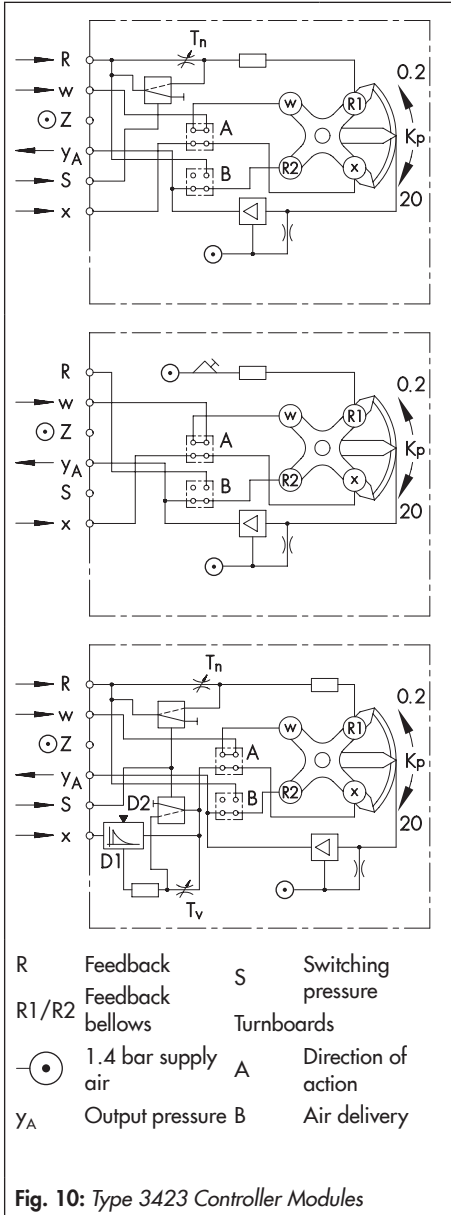 Tn
R
w
Z
yA
S
x
A
B
w
R1
R2
x
0.2
Kp
20
R
w
Z
yA
S
x
A
B
w
R1
R2
x
0.2
Kp
20
Tn
R
w
Z
yA
S
x
D2
D1
Tv
A
B
w
R1
R2
x
0.2
Kp
20
R Feedback
R1/R2 Feedback bellows
1.4 bar supply air
yA Output pressure
S Switching pressure
Turnboards
A Direction of action
B Air delivery
Fig. 10: Type 3423 Controller Modules